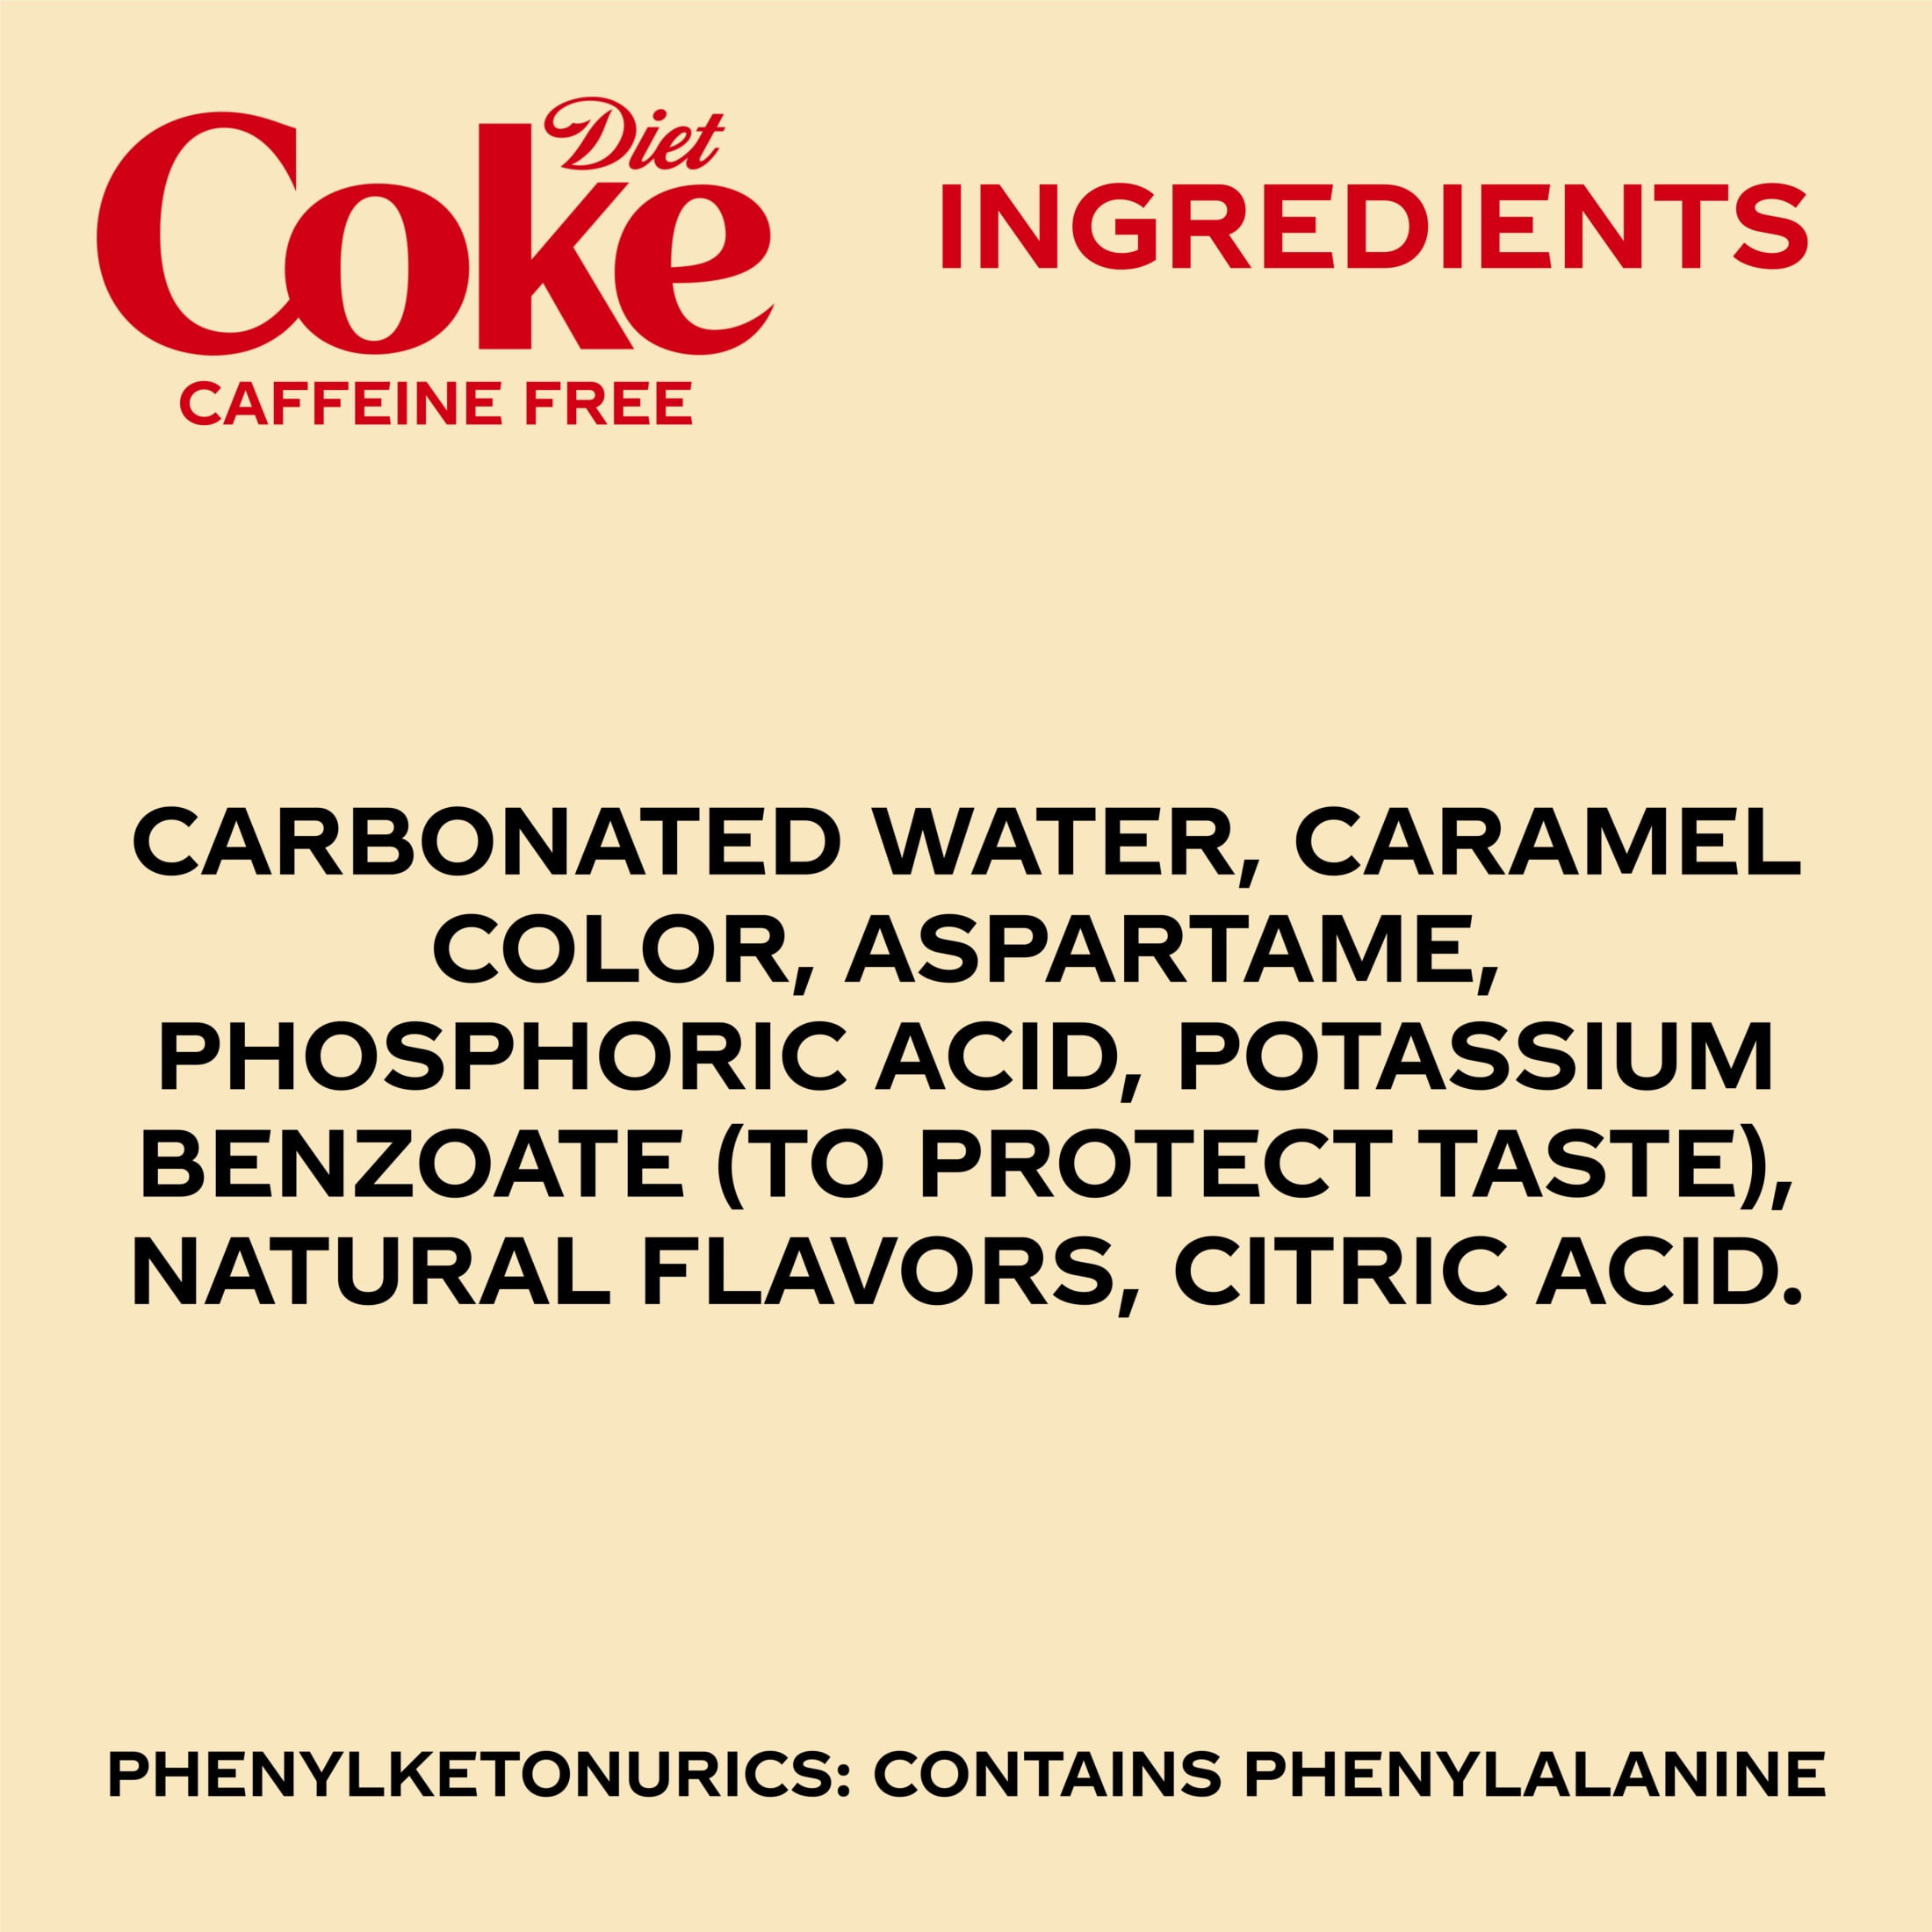 Diet
Coke
CAFFEINE FREE
INGREDIENTS
CARBONATED WATER, CARAMEL
COLOR, ASPARTAME,
PHOSPHORIC ACID, POTASSIUM
BENZOATE (TO PROTECT TASTE),
NATURAL FLAVORS, CITRIC ACID.
PHENYLKETONURICS: CONTAINS PHENYLALANINE